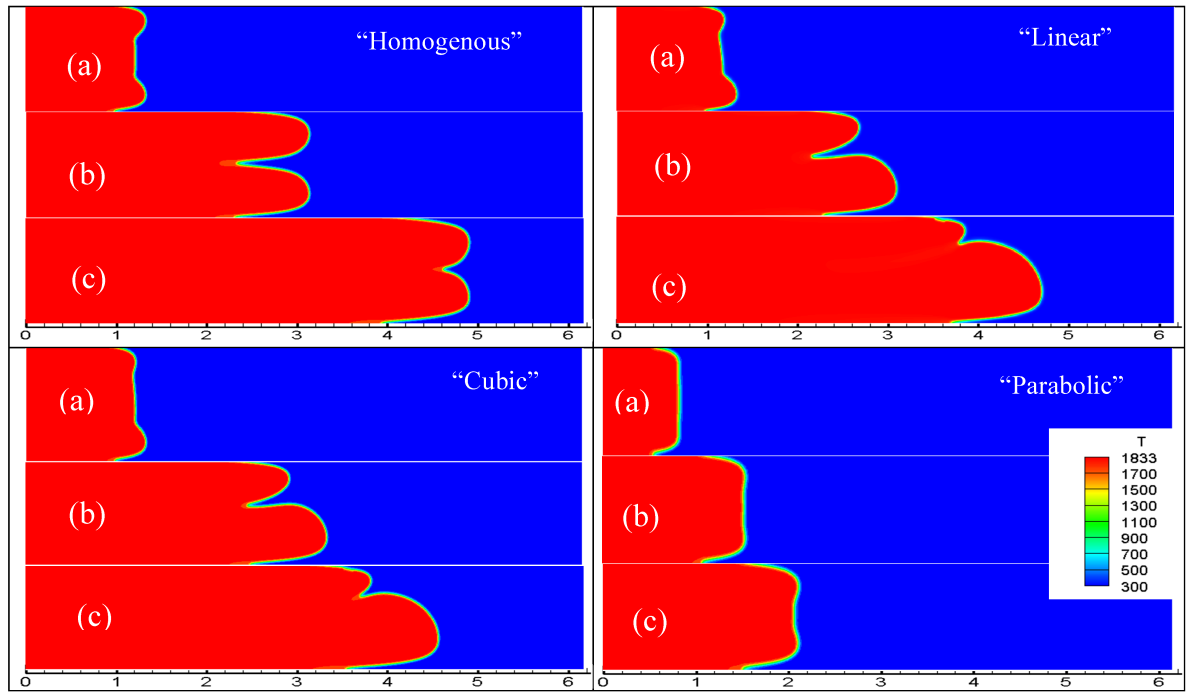 “Homogenous”
(a)
(b)
(c)
0 1 2 3 4 5 6
“Linear”
(a)
(b)
(c)
0 1 2 3 4 5 6
“Cubic”
(a)
(b)
(c)
0 1 2 3 4 5 6
“Parabolic”
(a)
(b)
(c)
T
1833
1700
1500
1300
1100
900
700
500
300
0 1 2 3 4 5 6